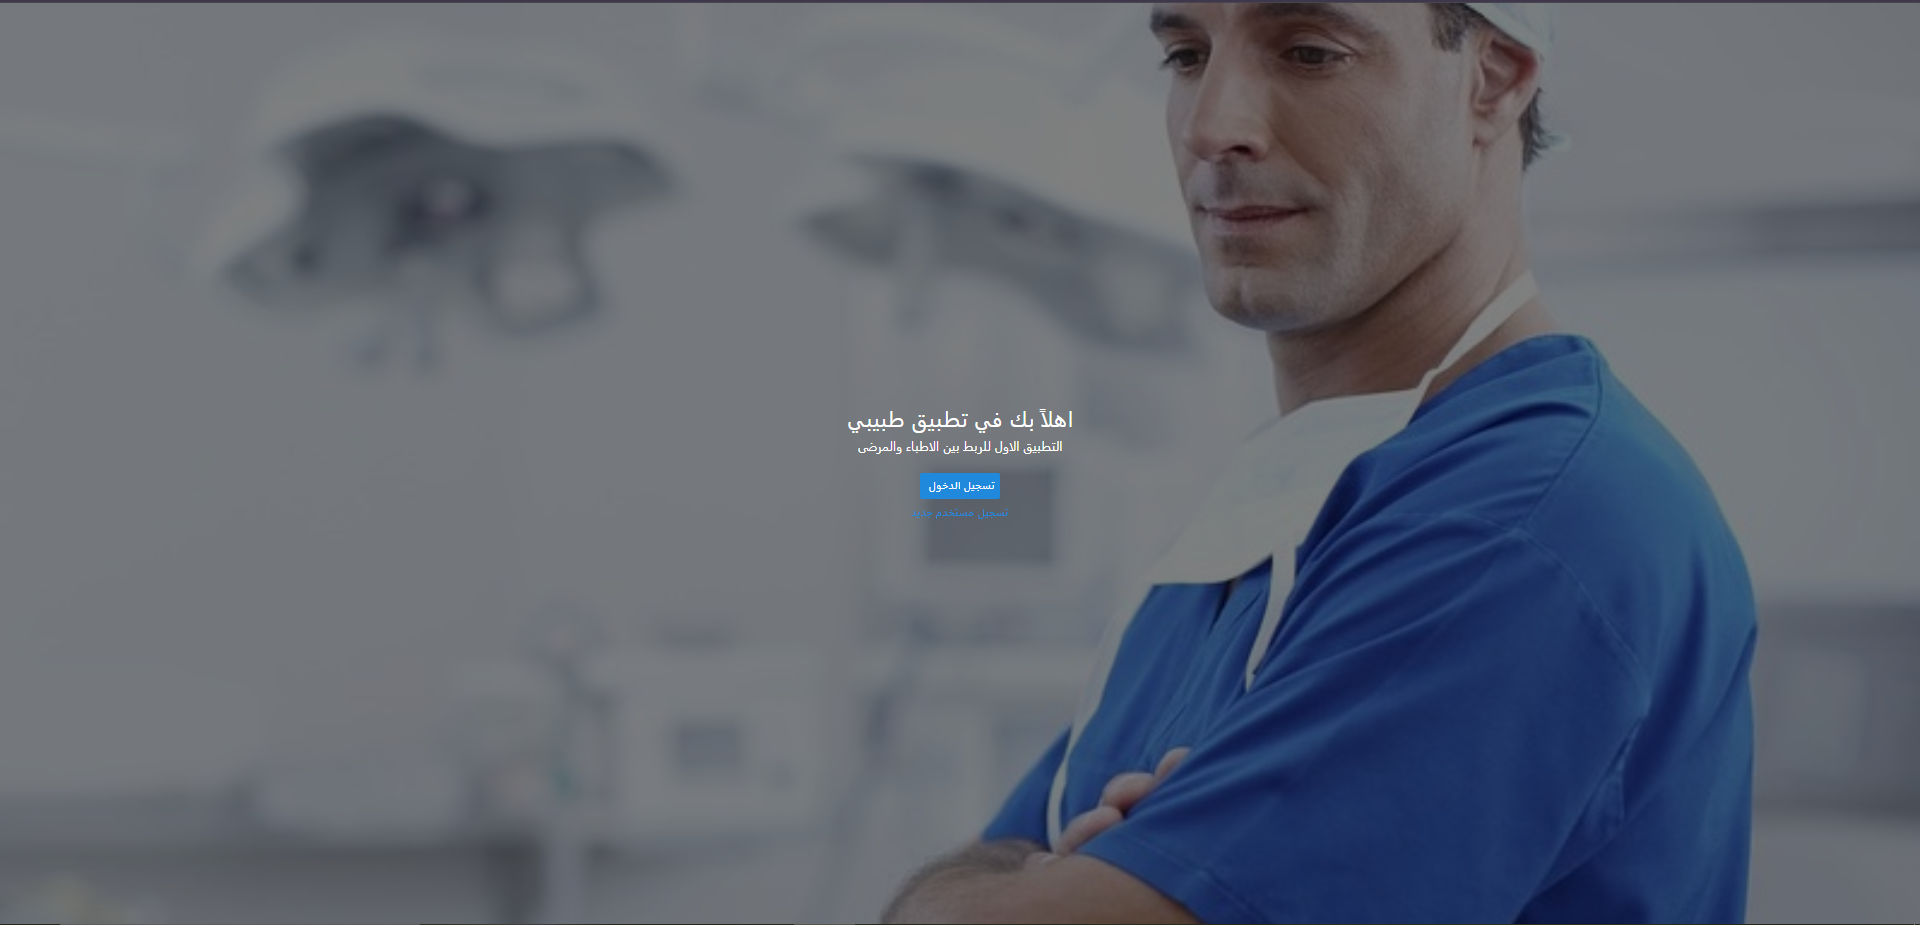 اهلاً بك في تطبيق طبيبي
التطبيق الاول للربط بين الاطباء والمرضى
تسجيل الدخول
تسجيل مستخدم جديد